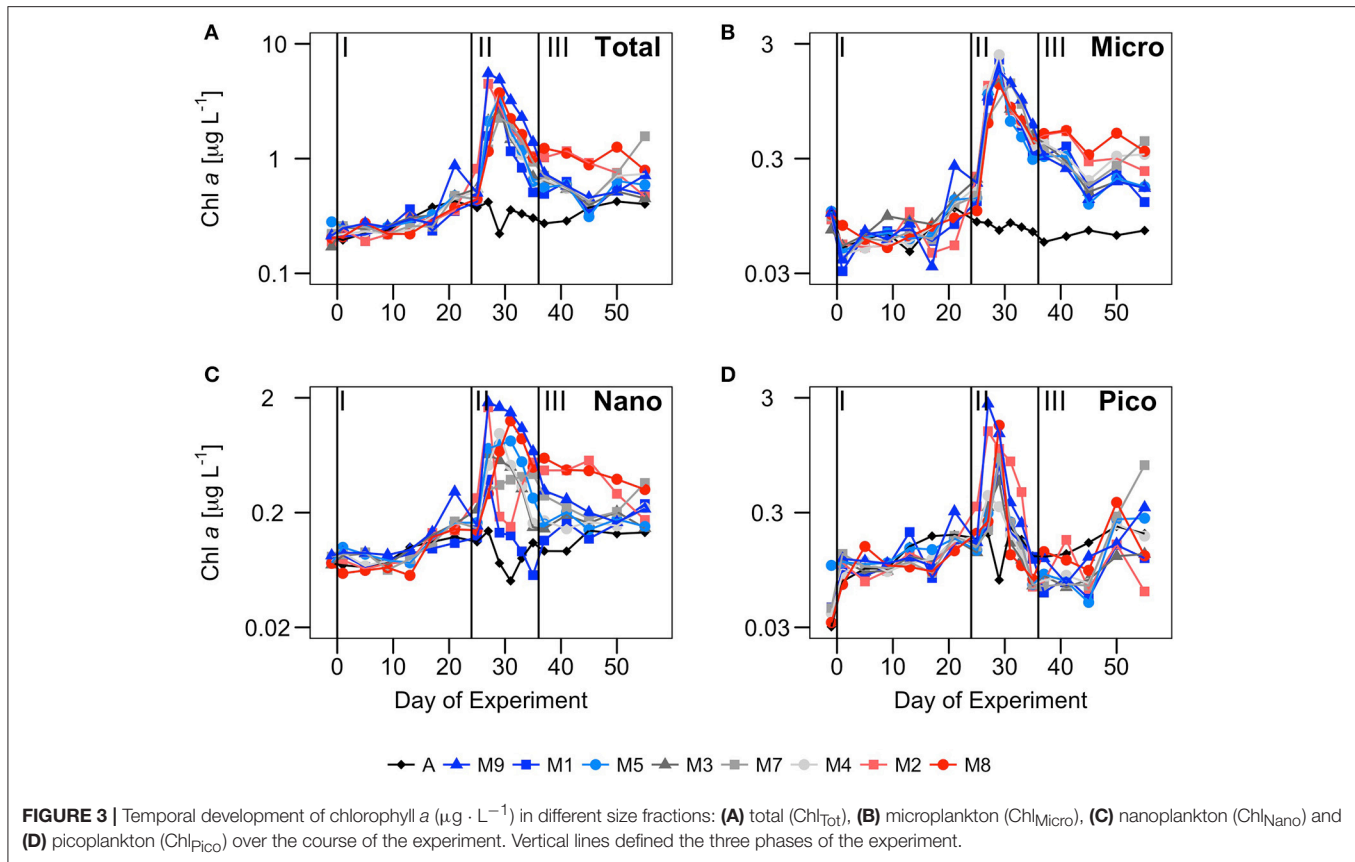 A
I
II
III
Total
10
1
0.1
Chl a [µg L⁻¹]
0 10 20 30 40 50
B
I
II
III
Micro
3
0.3
0.03
0 10 20 30 40 50
C
I
II
III
Nano
2
0.2
0.02
Chl a [µg L⁻¹]
0 10 20 30 40 50
Day of Experiment
D
I
II
III
Pico
3
0.3
0.03
0 10 20 30 40 50
Day of Experiment
A M9 M1 M5 M3 M7 M4 M2 M8
FIGURE 3 | Temporal development of chlorophyll a (µg · L⁻¹) in different size fractions: (A) total (ChlTot), (B) microplankton (ChlMicro), (C) nanoplankton (ChlNano) and
(D) picoplankton (ChlPico) over the course of the experiment. Vertical lines defined the three phases of the experiment.